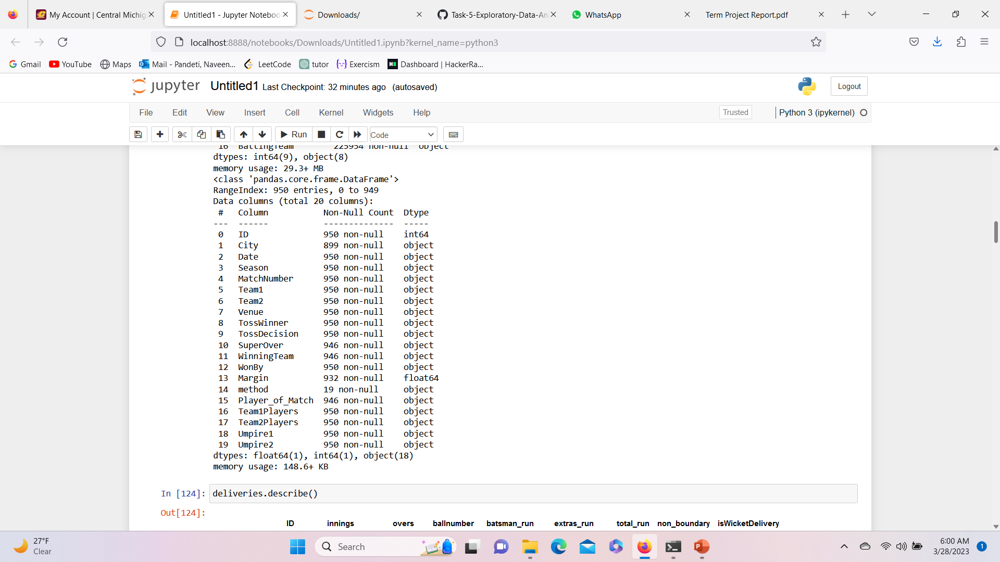 My Account | Central Michig
Untitled1 - Jupyter Noteboo
Downloads/
Task-5-Exploratory-Data-An
WhatsApp
Term Project Report.pdf
localhost:8888/notebooks/Downloads/Untitled1.ipynb?kernel_name=python3
Gmail YouTube Maps Mail - Pandeti, Naveen... LeetCode tutor Exercism Dashboard | HackerRa...
jupyter Untitled1 Last Checkpoint: 32 minutes ago (autosaved) Logout
File Edit View Insert Cell Kernel Widgets Help Trusted Python 3 (ipykernel)
Run Code
16 BattingTeam 225954 non-null object
dtypes: int64(9), object(8)
memory usage: 29.3+ MB
<class 'pandas.core.frame.DataFrame'>
RangeIndex: 950 entries, 0 to 949
Data columns (total 20 columns):
# Column Non-Null Count Dtype
--- ------ -------------- -----
0 ID 950 non-null int64
1 City 899 non-null object
2 Date 950 non-null object
3 Season 950 non-null object
4 MatchNumber 950 non-null object
5 Team1 950 non-null object
6 Team2 950 non-null object
7 Venue 950 non-null object
8 TossWinner 950 non-null object
9 TossDecision 950 non-null object
10 SuperOver 946 non-null object
11 WinningTeam 946 non-null object
12 WonBy 950 non-null object
13 Margin 932 non-null float64
14 method 19 non-null object
15 Player_of_Match 946 non-null object
16 Team1Players 950 non-null object
17 Team2Players 950 non-null object
18 Umpire1 950 non-null object
19 Umpire2 950 non-null object
dtypes: float64(1), int64(1), object(18)
memory usage: 148.6+ KB
In [124]: deliveries.describe()
Out[124]:
ID innings overs ballnumber batsman_run extras_run total_run non_boundary isWicketDelivery
27°F
Clear
Search
6:00 AM
3/28/2023
1